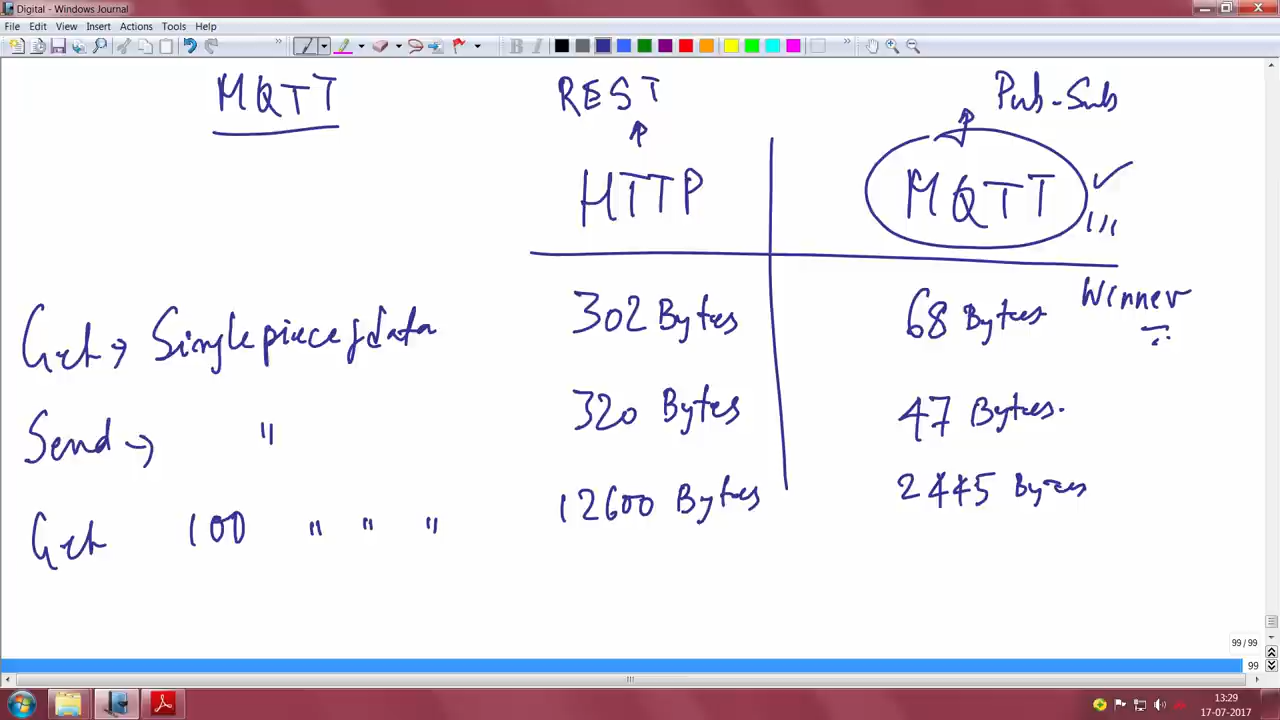 Digital - Windows Journal
File Edit View Insert Actions Tools Help
MQTT REST Pub-Sub
HTTP MQTT
Winner
Get → Single piece of data 302 Bytes 68 Bytes
Send → " 320 Bytes 47 Bytes.
Get 100 " " " 12600 Bytes 2445 Bytes
99/99
99
13:29
17-07-2017